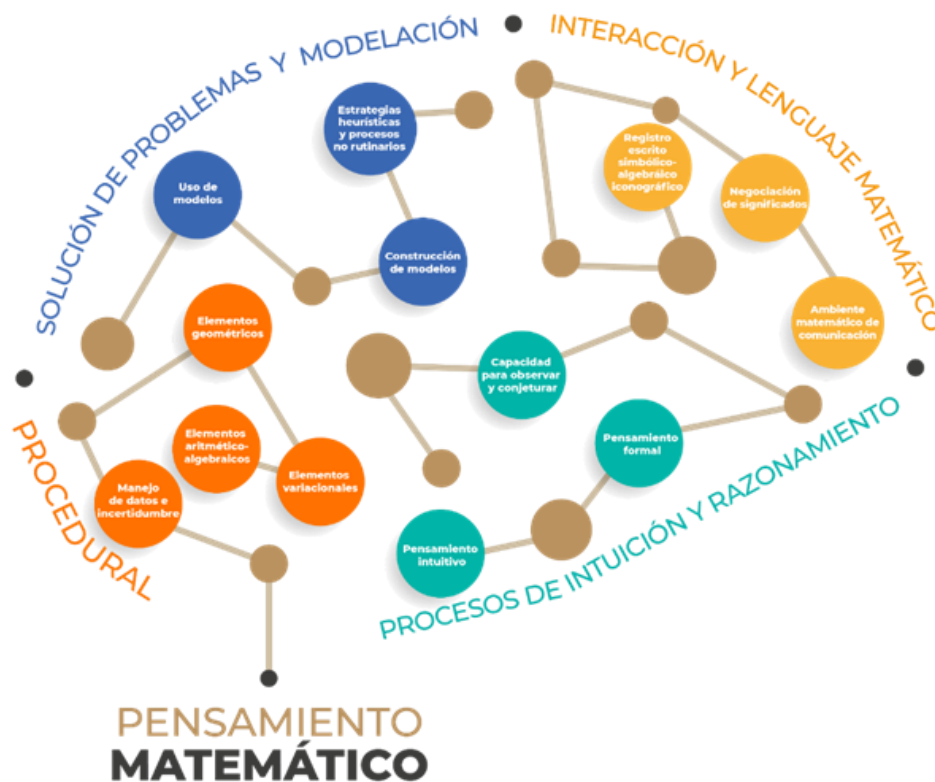 SOLUCIÓN DE PROBLEMAS Y MODELACIÓN
INTERACCIÓN Y LENGUAJE MATEMÁTICO
Estrategias
heurísticas
y procesos
no rutinarios
Uso de
modelos
Construcción
de modelos
Registro
escrito
simbólico-
algebráico
iconográfico
Negociación
de significados
Ambiente
matemático de
comunicación
Elementos
geométricos
Elementos
aritmético-
algebraicos
Elementos
variacionales
Manejo
de datos e
incertidumbre
PROCEDURAL
Capacidad
para observar
y conjeturar
Pensamiento
formal
Pensamiento
intuitivo
PROCESOS DE INTUICIÓN Y RAZONAMIENTO
PENSAMIENTO
MATEMÁTICO